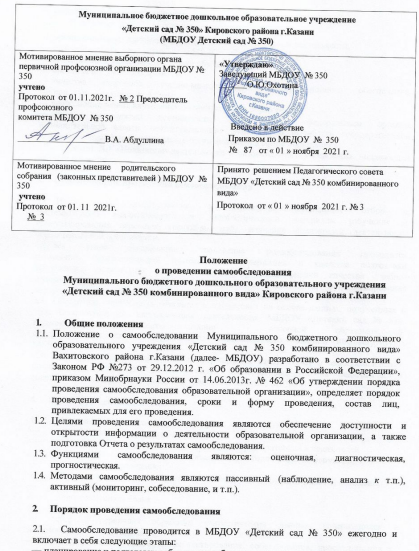 Муниципальное бюджетное дошкольное образовательное учреждение
«Детский сад № 350» Кировского района г.Казани
(МБДОУ Детский сад № 350)
Мотивированное мнение выборного органа
первичной профсоюзной организации МБДОУ №
350
учтено
Протокол от 01.11.2021г. № 2 Председатель
профсоюзного
комитета МБДОУ № 350
В.А. Абдуллина
«Утверждаю»
Заведующий МБДОУ № 350
О.Ю.Охотина
Введено в действие
Приказом МБДОУ № 350
№ 87 от « 01 » ноября 2021 г.
Мотивированное мнение родительского
собрания (законных представителей ) МБДОУ №
350
учтено
Протокол от 01. 11 2021г.
№ 3
Принято решением Педагогического совета
МБДОУ «Детский сад № 350 комбинированного
вида»
Протокол от « 01 » ноября 2021 г. № 3
Положение
о проведении самообследования
Муниципального бюджетного дошкольного образовательного учреждения
«Детский сад № 350 комбинированного вида» Кировского района г.Казани
1. Общие положения
1.1. Положение о самообследовании Муниципального бюджетного дошкольного
образовательного учреждения «Детский сад № 350 комбинированного вида»
Вахитовского района г.Казани (далее- МБДОУ) разработано в соответствии с
Законом РФ №273 от 29.12.2012 г. «Об образовании в Российской Федерации»,
приказом Минобрнауки России от 14.06.2013г. № 462 «Об утверждении порядка
проведения самообследования образовательной организации», определяет порядок
проведения самообследования, сроки и форму проведения, состав лиц,
привлекаемых для его проведения.
1.2. Целями проведения самообследования являются обеспечение доступности и
открытости информации о деятельности образовательной организации, а также
подготовка Отчета о результатах самообследования.
1.3. Функциями самообследования являются: оценочная, диагностическая,
прогностическая.
1.4. Методами самообследования являются пассивный (наблюдение, анализ к т.п.),
активный (мониторинг, собеседование, и т.п.).
2. Порядок проведения самообследования
2.1. Самообследование проводится в МБДОУ «Детский сад № 350» ежегодно и
включает в себя следующие этапы: